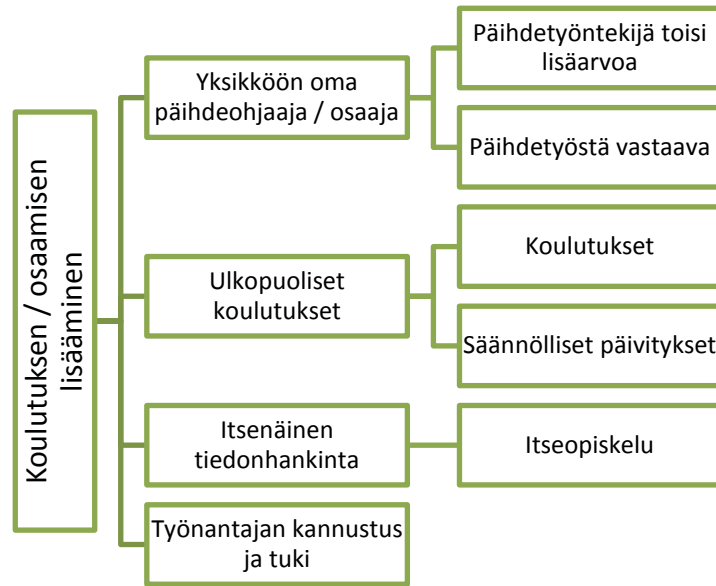 Koulutuksen / osaamisen
lisääminen
Yksikköön oma
päihdeohjaaja / osaaja
Päihdetyöntekijä toisi
lisäarvoa
Päihdetyöstä vastaava
Ulkopuoliset
koulutukset
Koulutukset
Säännölliset päivitykset
Itsenäinen
tiedonhankinta
Itseopiskelu
Työnantajan kannustus
ja tuki